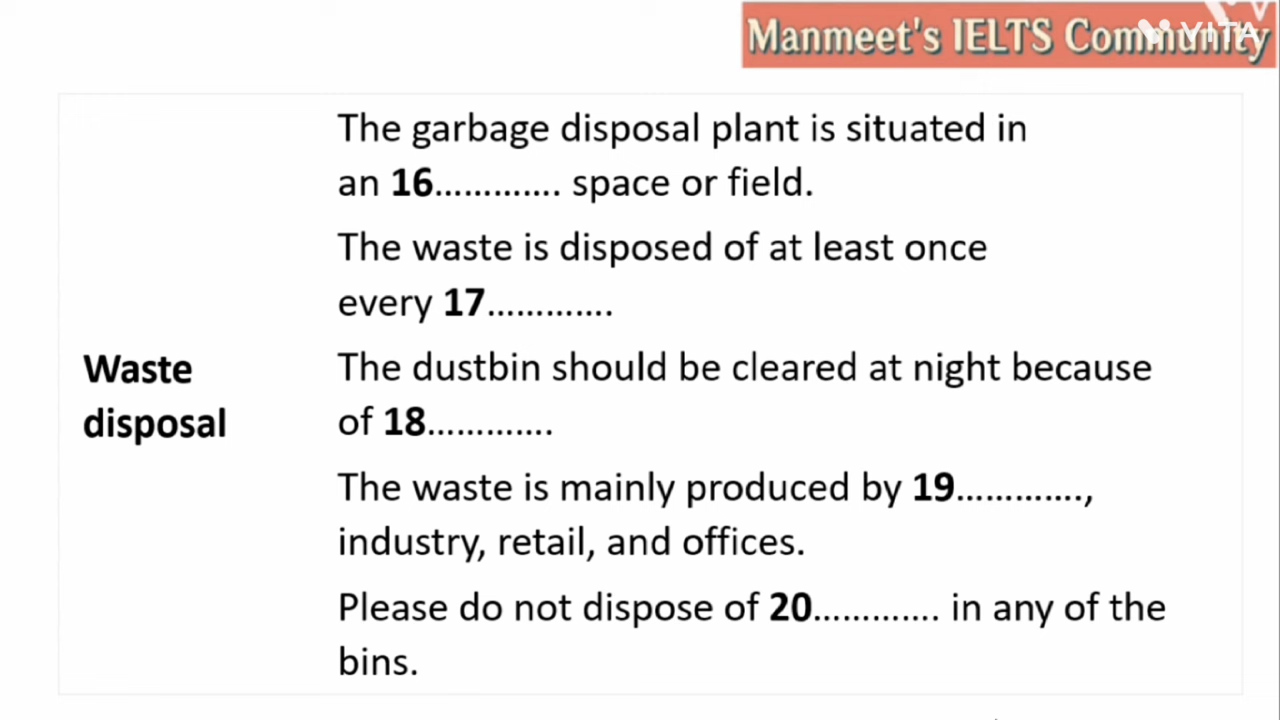 Manmeet's IELTS Community
VITA
The garbage disposal plant is situated in
an 16............. space or field.
The waste is disposed of at least once
every 17.............
Waste
disposal
The dustbin should be cleared at night because
of 18.............
The waste is mainly produced by 19.............,
industry, retail, and offices.
Please do not dispose of 20............. in any of the
bins.